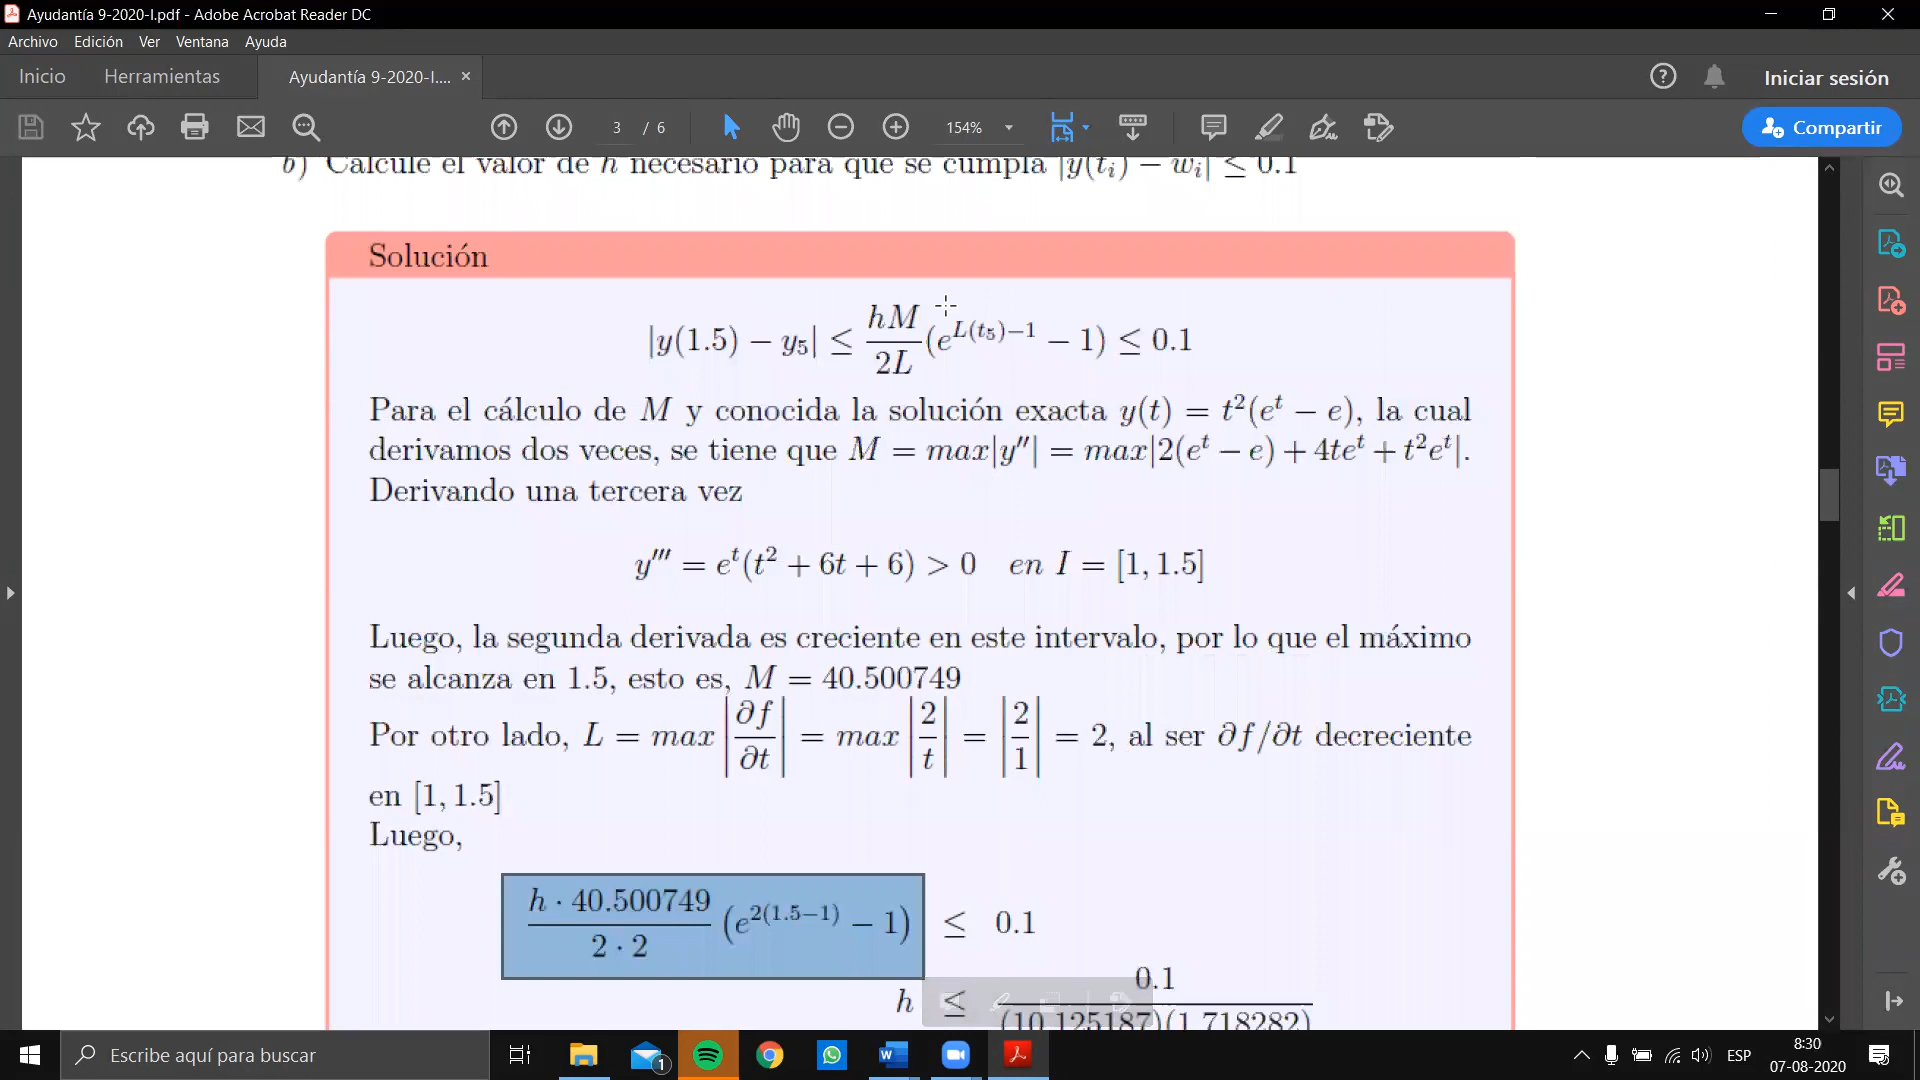 Ayudantía 9-2020-I.pdf - Adobe Acrobat Reader DC
Archivo Edición Ver Ventana Ayuda
Inicio Herramientas Ayudantía 9-2020-I.... × Iniciar sesión
3 / 6 154% Compartir
b) Calcule el valor de h necesario para que se cumpla |y(t_i) − w_i| ≤ 0.1
Solución
|y(1.5) − y_5| ≤ \frac{hM}{2L}(e^{L(t_5)−1} − 1) ≤ 0.1
Para el cálculo de M y conocida la solución exacta y(t) = t^2(e^t − e), la cual
derivamos dos veces, se tiene que M = max|y''| = max|2(e^t − e) + 4te^t + t^2e^t|.
Derivando una tercera vez
y''' = e^t(t^2 + 6t + 6) > 0 en I = [1, 1.5]
Luego, la segunda derivada es creciente en este intervalo, por lo que el máximo
se alcanza en 1.5, esto es, M = 40.500749
Por otro lado, L = max |∂f/∂t| = max |2/t| = |2/1| = 2, al ser ∂f/∂t decreciente
en [1, 1.5]
Luego,
\frac{h · 40.500749}{2 · 2} (e^{2(1.5−1)} − 1) ≤ 0.1
h ≤ \frac{0.1}{(10.125187)(1.718282)}
Escribe aquí para buscar
1
ESP
8:30
07-08-2020